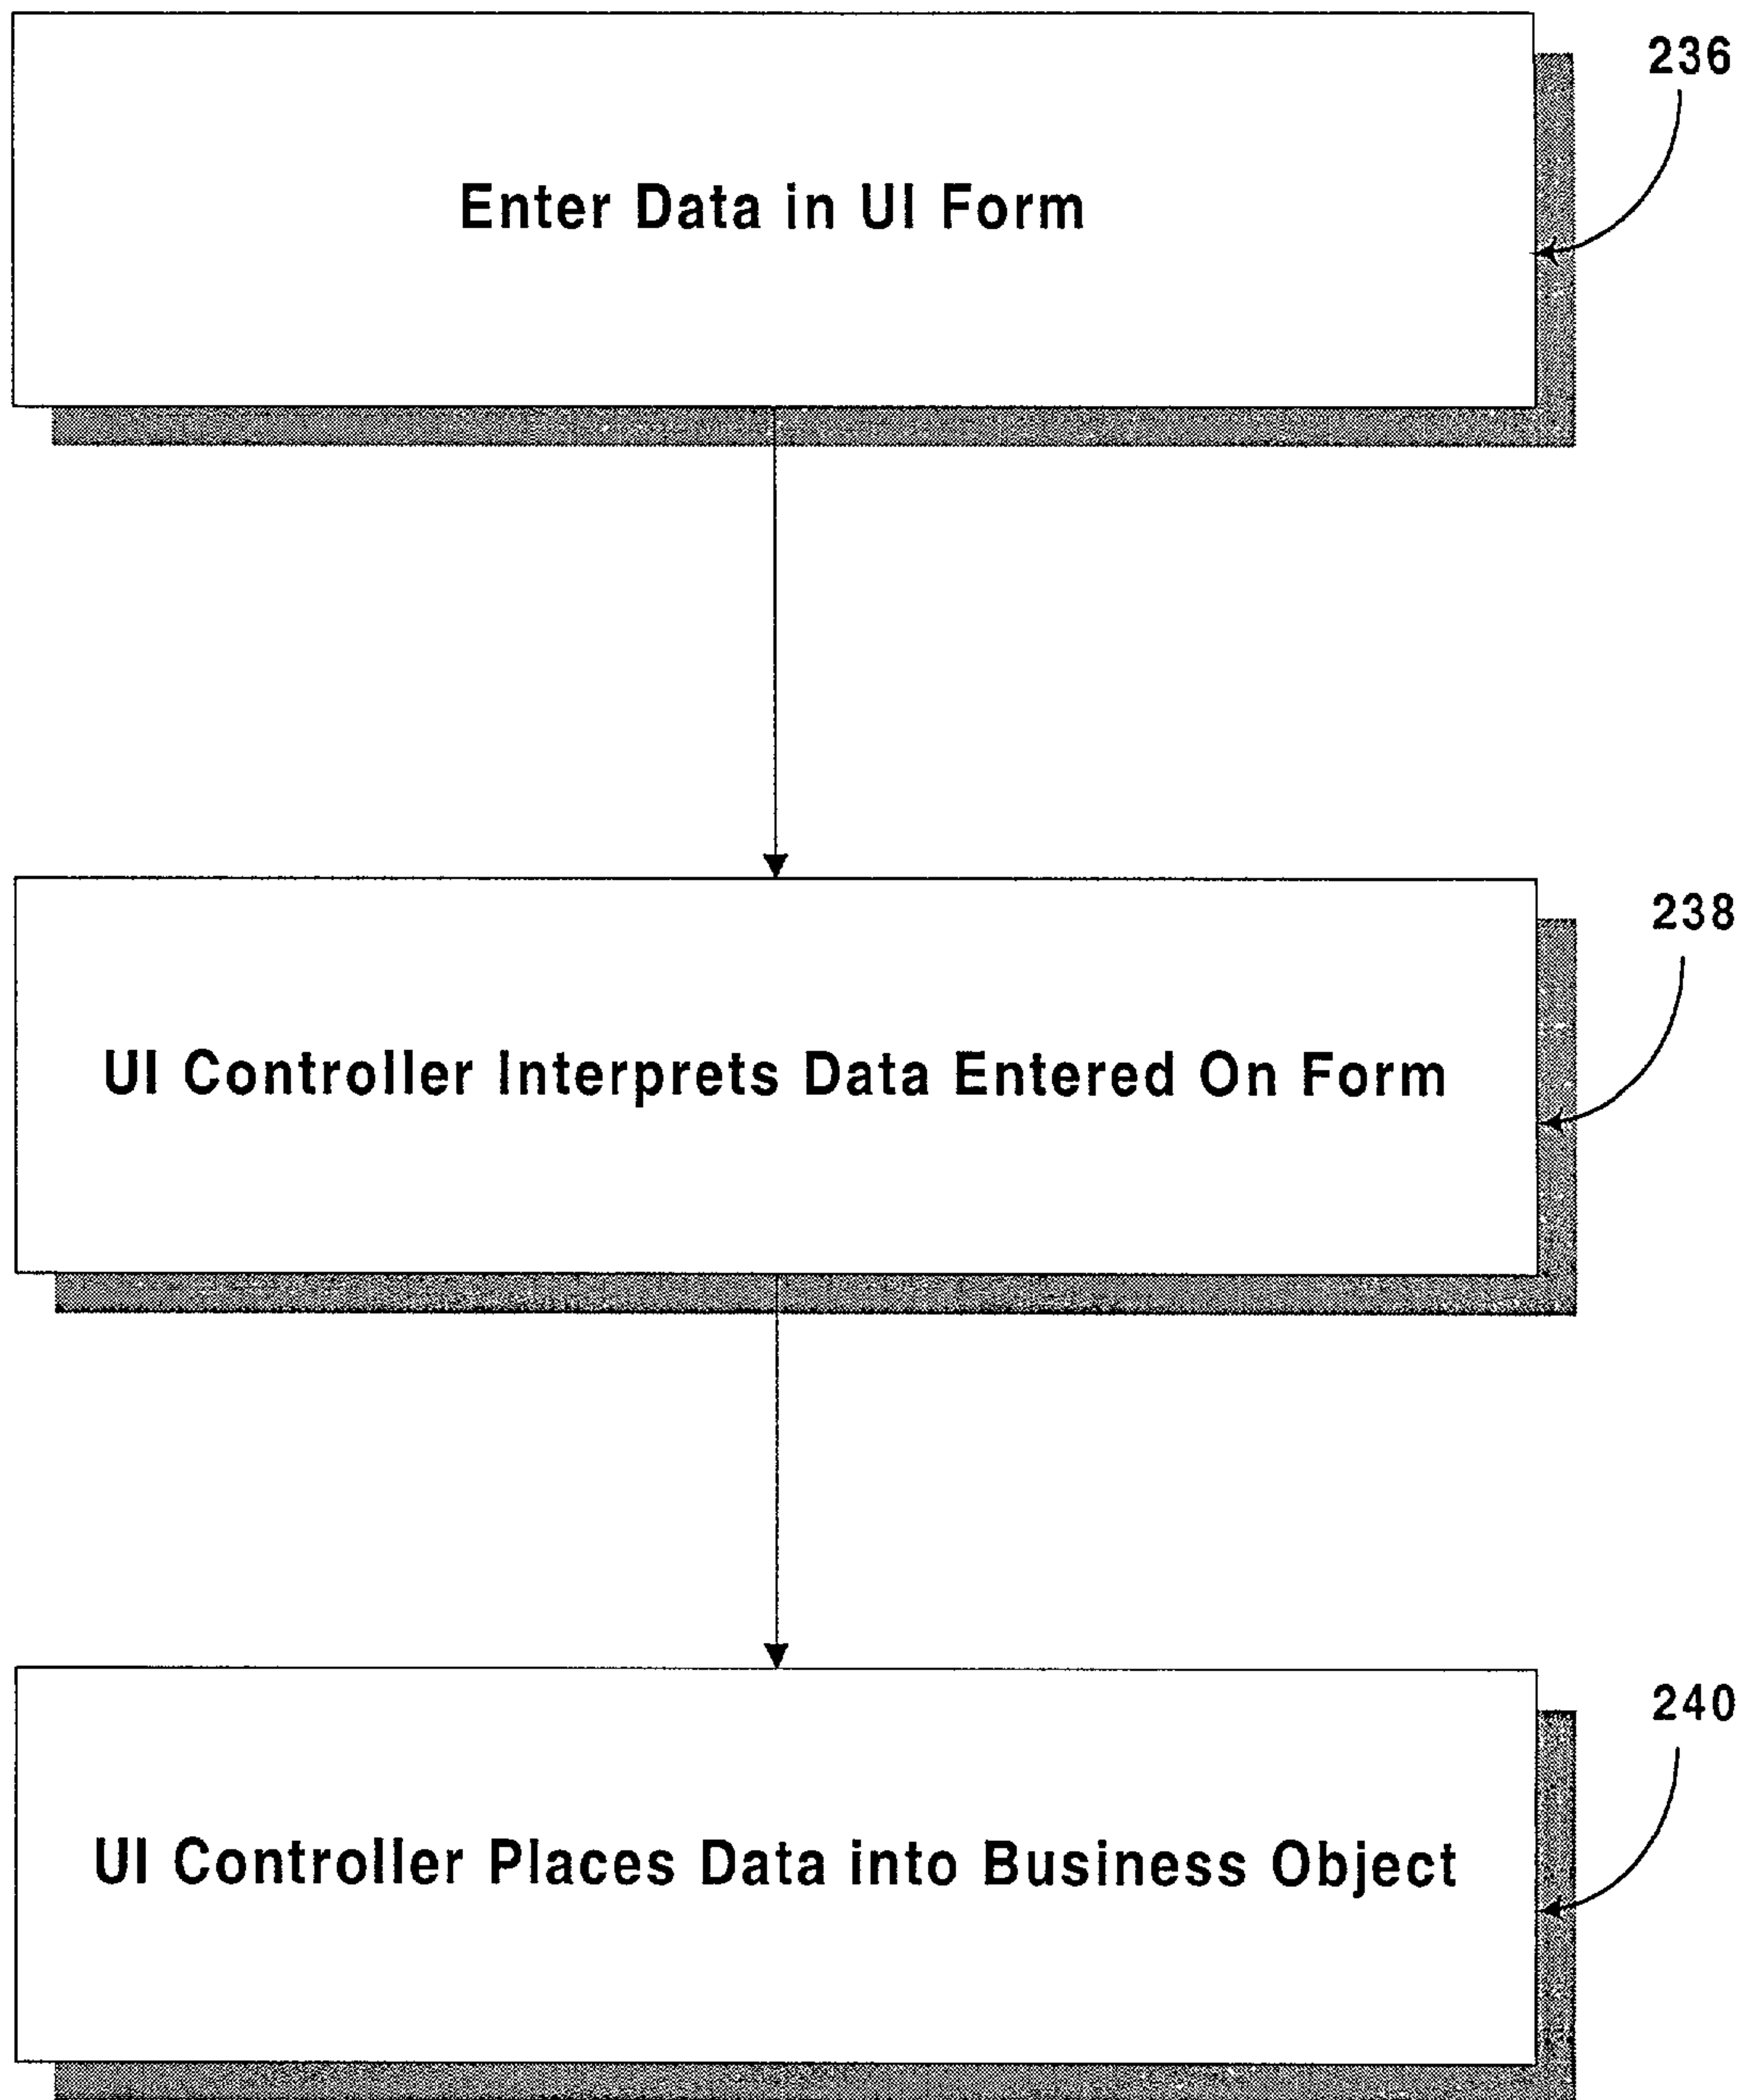 236
Enter Data in UI Form
238
UI Controller Interprets Data Entered On Form
240
UI Controller Places Data into Business Object